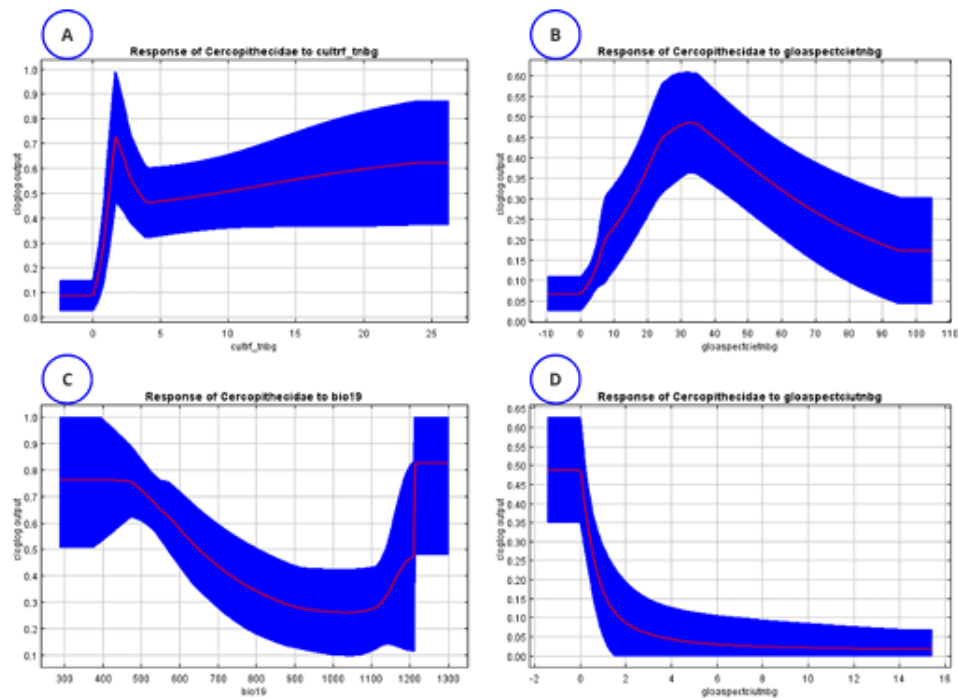 A
Response of Cercopithecidae to cultrf_tnbg
1.0
0.9
0.8
0.7
0.6
0.5
0.4
0.3
0.2
0.1
0.0
cloglog output
0 5 10 15 20 25
cultrf_tnbg
B
Response of Cercopithecidae to gloaspectcietnbg
0.60
0.55
0.50
0.45
0.40
0.35
0.30
0.25
0.20
0.15
0.10
0.05
0.00
cloglog output
-10 0 10 20 30 40 50 60 70 80 90 100 110
gloaspectcietnbg
C
Response of Cercopithecidae to bio19
1.0
0.9
0.8
0.7
0.6
0.5
0.4
0.3
0.2
0.1
cloglog output
300 400 500 600 700 800 900 1000 1100 1200 1300
bio19
D
Response of Cercopithecidae to gloaspectciutnbg
0.65
0.60
0.55
0.50
0.45
0.40
0.35
0.30
0.25
0.20
0.15
0.10
0.05
0.00
cloglog output
-2 0 2 4 6 8 10 12 14 16
gloaspectciutnbg